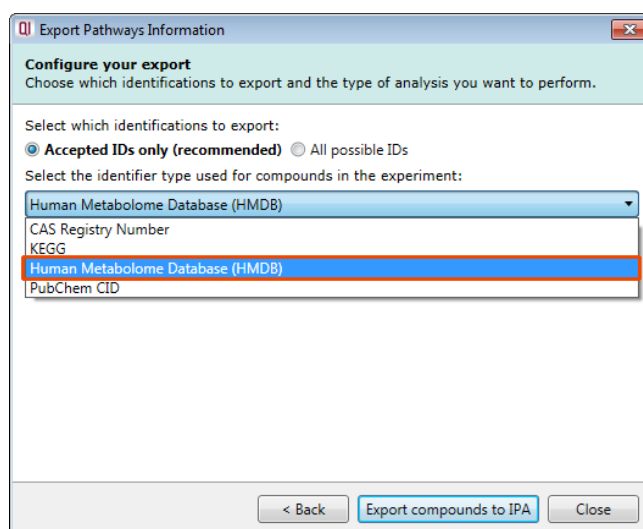 QI Export Pathways Information
Configure your export
Choose which identifications to export and the type of analysis you want to perform.
Select which identifications to export:
Accepted IDs only (recommended) All possible IDs
Select the identifier type used for compounds in the experiment:
Human Metabolome Database (HMDB)
CAS Registry Number
KEGG
Human Metabolome Database (HMDB)
PubChem CID
< Back Export compounds to IPA Close